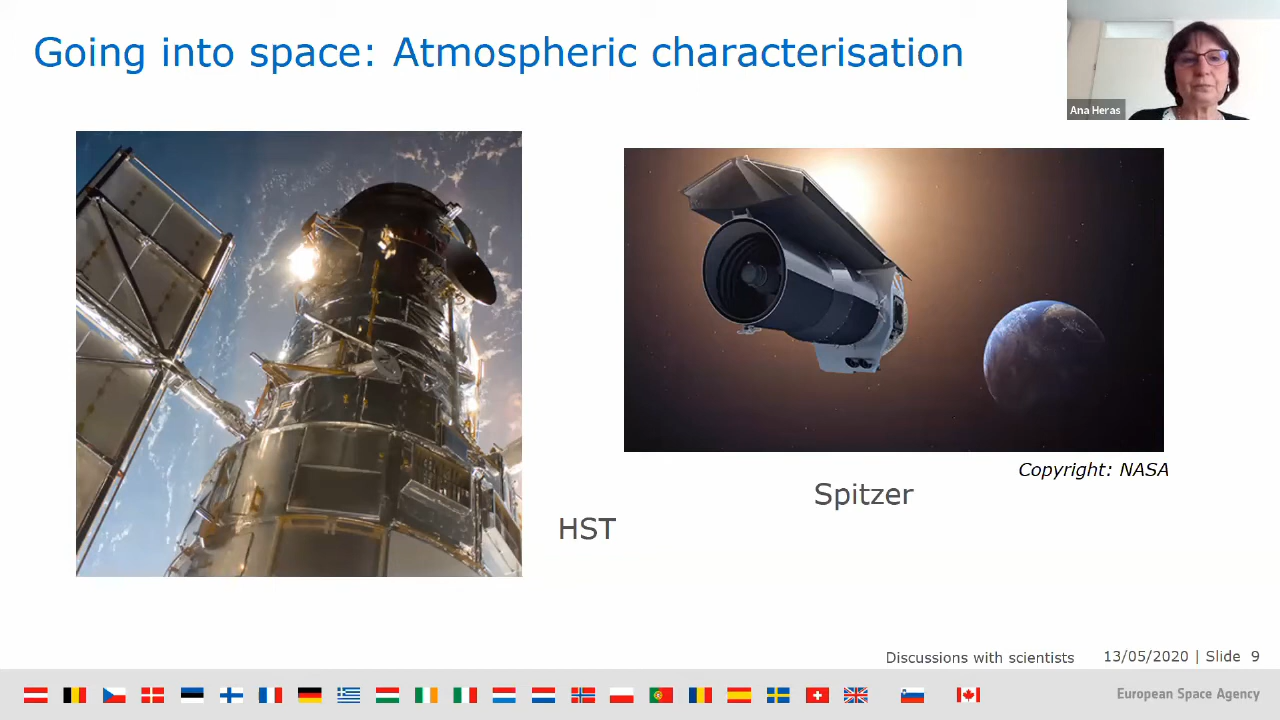 Going into space: Atmospheric characterisation
Ana Heras
Copyright: NASA
Spitzer
HST
Discussions with scientists 13/05/2020 | Slide 9
European Space Agency